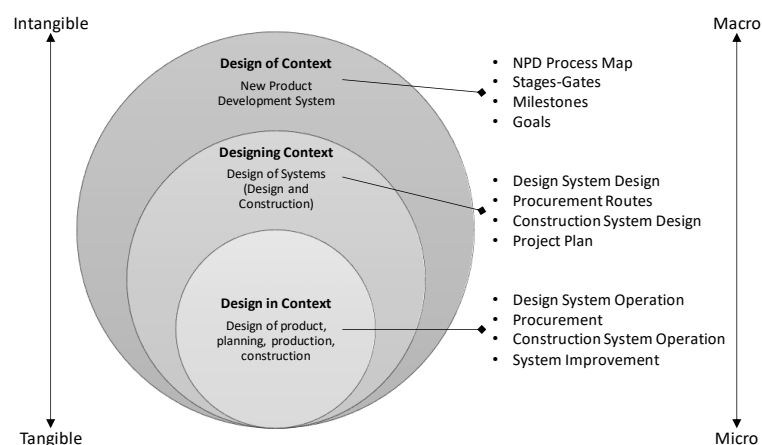 Intangible
Macro
Design of Context
New Product
Development System
• NPD Process Map
• Stages-Gates
• Milestones
• Goals
Designing Context
Design of Systems
(Design and
Construction)
• Design System Design
• Procurement Routes
• Construction System Design
• Project Plan
Design in Context
Design of product,
planning, production,
construction
• Design System Operation
• Procurement
• Construction System Operation
• System Improvement
Tangible
Micro